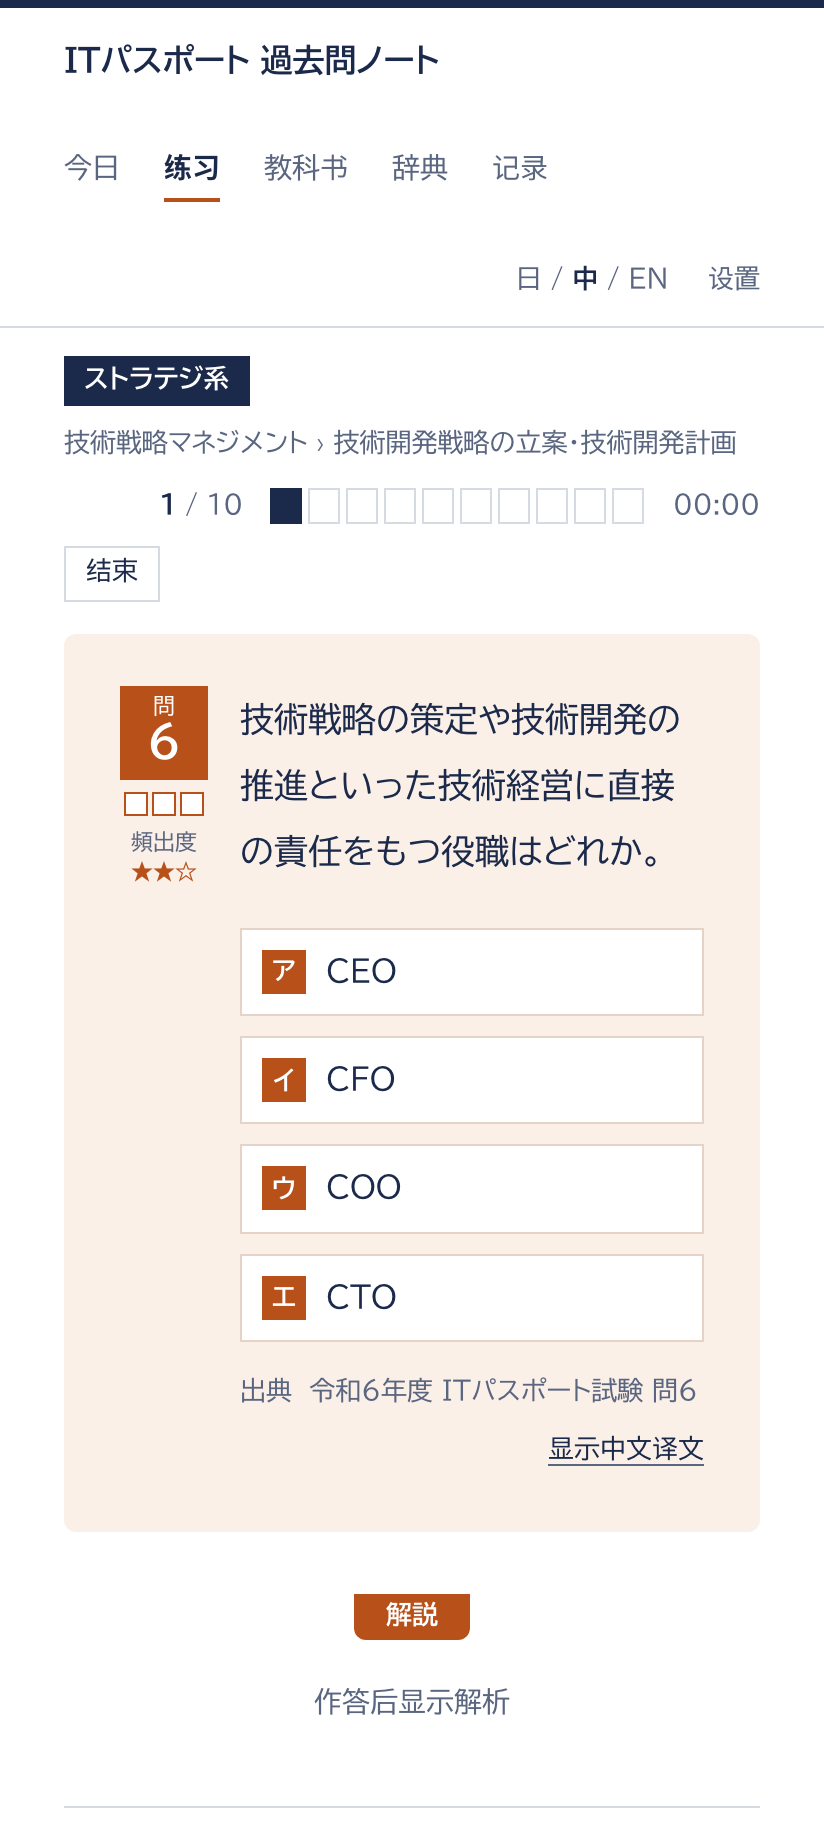 ITパスポート 過去問ノート
今日 练习 教科书 辞典 记录
日 / 中 / EN 设置
ストラテジ系
技術戦略マネジメント › 技術開発戦略の立案・技術開発計画
1 / 10 00:00
结束
問
6
頻出度
★★☆
技術戦略の策定や技術開発の
推進といった技術経営に直接
の責任をもつ役職はどれか。
ア CEO
イ CFO
ウ COO
エ CTO
出典 令和6年度 ITパスポート試験 問6
显示中文译文
解説
作答后显示解析